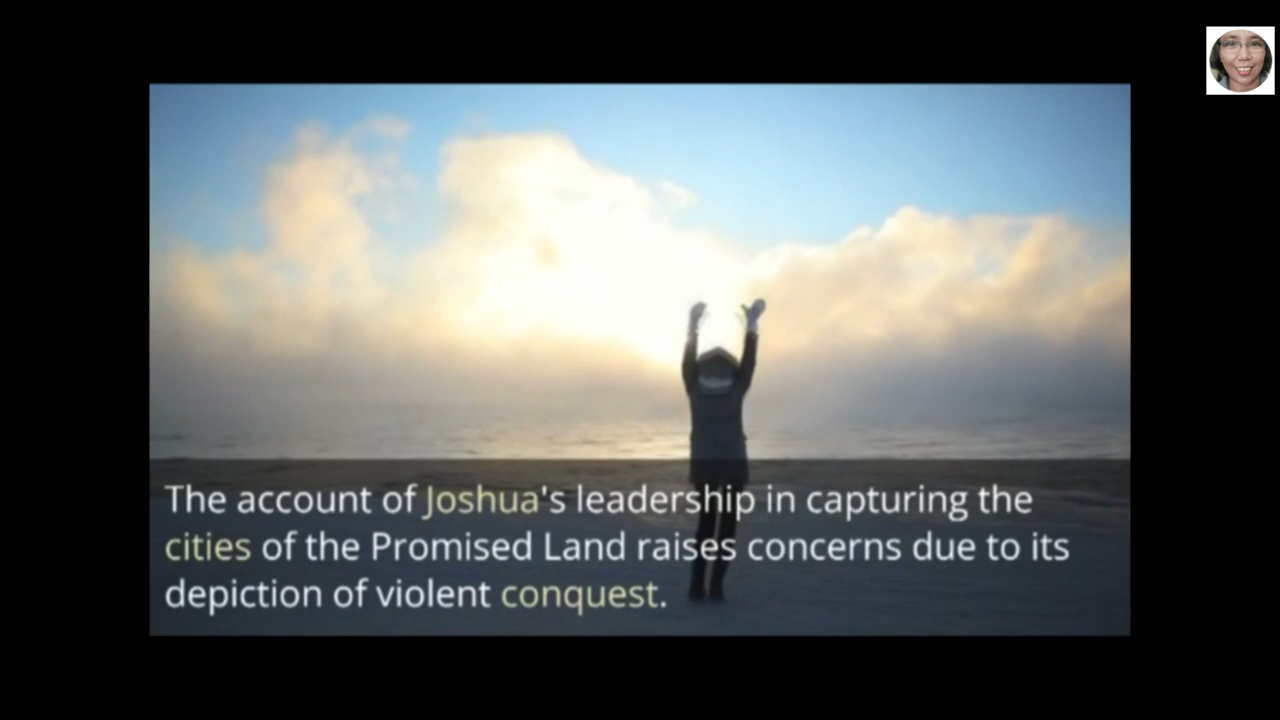 The account of Joshua's leadership in capturing the
cities of the Promised Land raises concerns due to its
depiction of violent conquest.